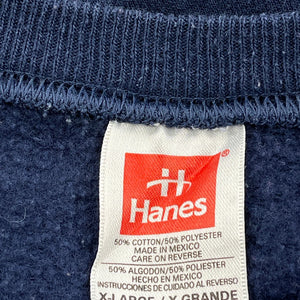 H
Hanes
®
50% COTTON/50% POLYESTER
MADE IN MEXICO
CARE ON REVERSE
50% ALGODÓN/50% POLIESTER
HECHO EN MEXICO
INSTRUCCIONES DE CUIDADO AL REVERSO
X-LARGE / X GRANDE